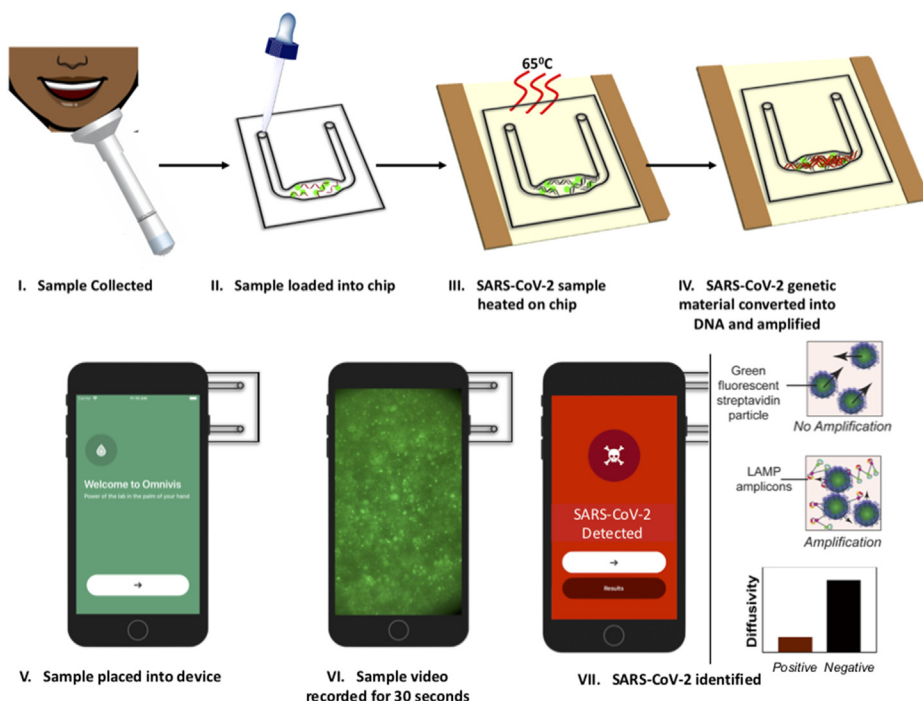 65⁰C
I. Sample Collected
II. Sample loaded into chip
III. SARS-CoV-2 sample
heated on chip
IV. SARS-CoV-2 genetic
material converted into
DNA and amplified
Welcome to Omnivis
Power of the lab in the palm of your hand
→
V. Sample placed into device
VI. Sample video
recorded for 30 seconds
SARS-CoV-2
Detected
→
Results
VII. SARS-CoV-2 identified
Green
fluorescent
streptavidin
particle
No Amplification
LAMP
amplicons
Amplification
Diffusivity
Positive Negative